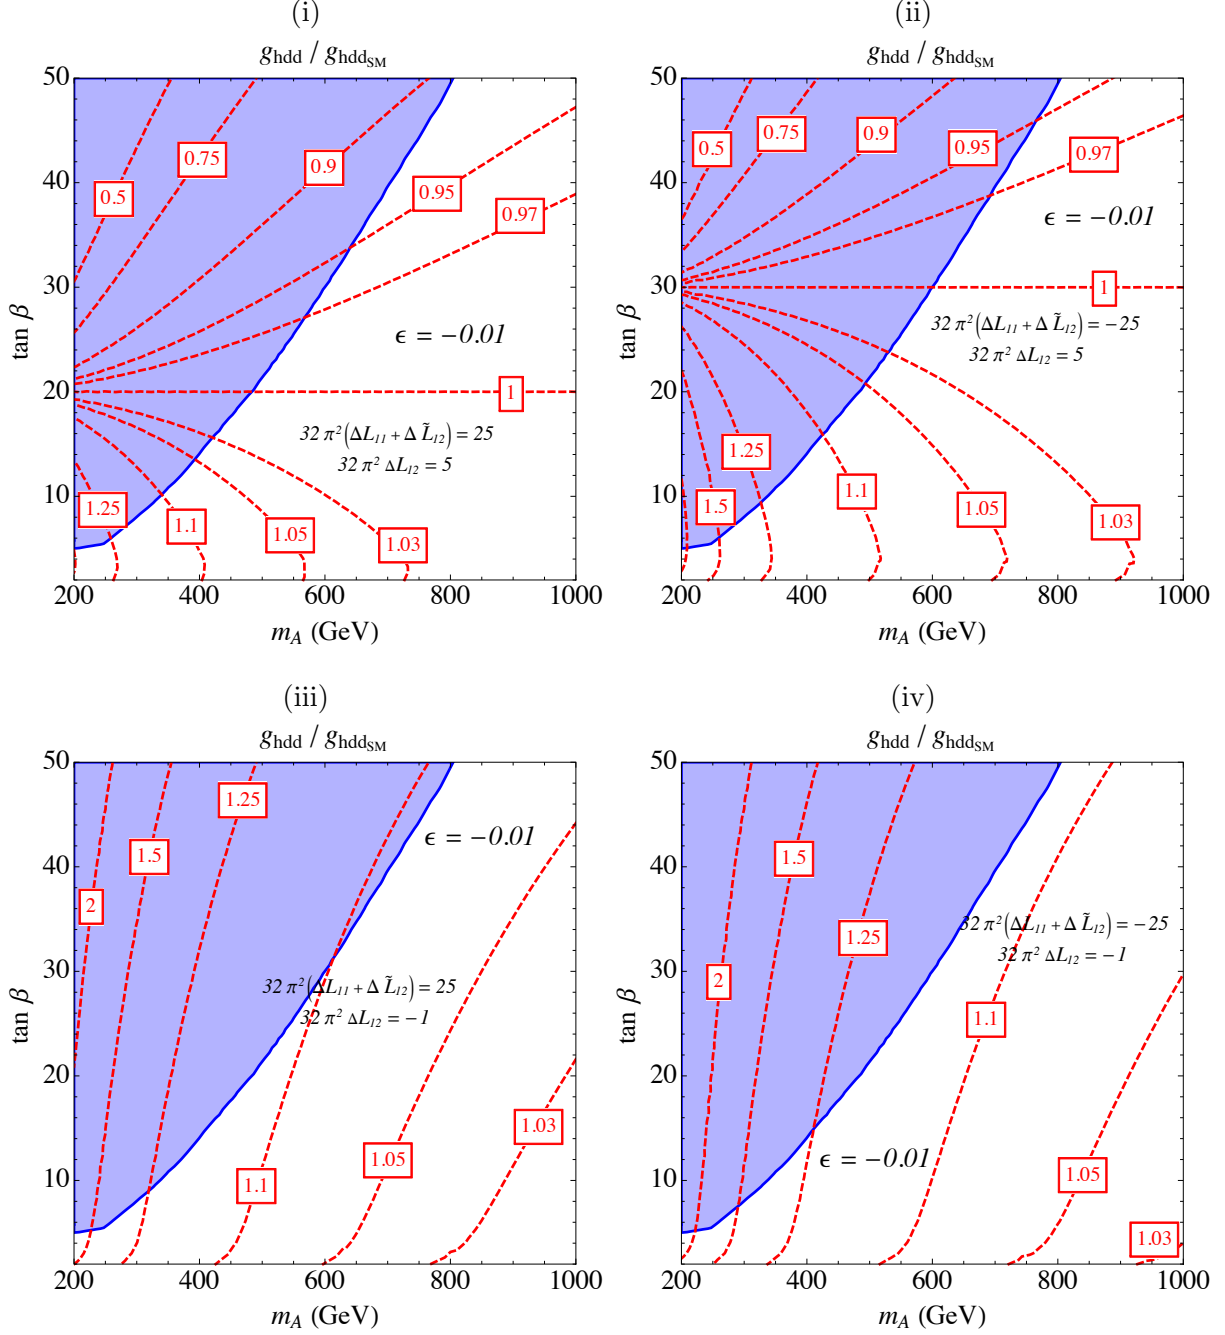 (i)
g_hdd / g_hdd_SM
50
40
30
20
10
tan β
0.5
0.75
0.9
0.95
0.97
ϵ = −0.01
1
32 π² (ΔL₁₁ + Δ L̃₁₂) = 25
32 π² ΔL₁₂ = 5
1.25
1.1
1.05
1.03
200 400 600 800 1000
m_A (GeV)
(ii)
g_hdd / g_hdd_SM
50
40
30
20
10
tan β
0.5
0.75
0.9
0.95
0.97
ϵ = −0.01
1
32 π² (ΔL₁₁ + Δ L̃₁₂) = −25
32 π² ΔL₁₂ = 5
1.25
1.5
1.1
1.05
1.03
200 400 600 800 1000
m_A (GeV)
(iii)
g_hdd / g_hdd_SM
50
40
30
20
10
tan β
2
1.5
1.25
ϵ = −0.01
32 π² (ΔL₁₁ + Δ L̃₁₂) = 25
32 π² ΔL₁₂ = −1
1.1
1.05
1.03
200 400 600 800 1000
m_A (GeV)
(iv)
g_hdd / g_hdd_SM
50
40
30
20
10
tan β
2
1.5
1.25
32 π² (ΔL₁₁ + Δ L̃₁₂) = −25
32 π² ΔL₁₂ = −1
1.1
ϵ = −0.01
1.05
1.03
200 400 600 800 1000
m_A (GeV)